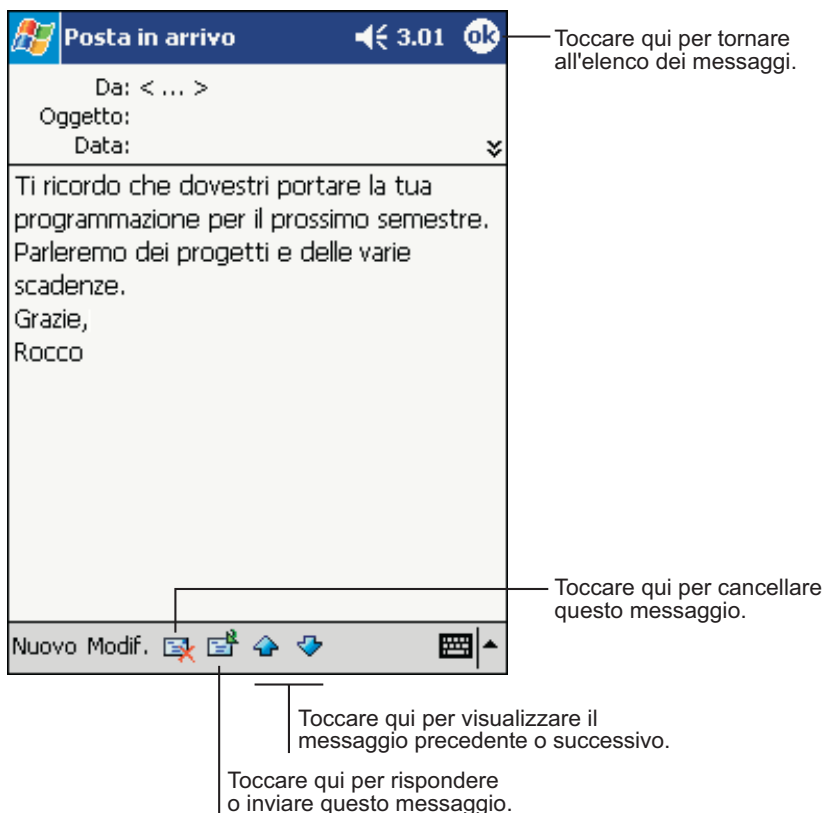 Posta in arrivo 3.01 ok
Toccare qui per tornare
all'elenco dei messaggi.
Da: < ... >
Oggetto:
Data:
Ti ricordo che dovestri portare la tua
programmazione per il prossimo semestre.
Parleremo dei progetti e delle varie
scadenze.
Grazie,
Rocco
Toccare qui per cancellare
questo messaggio.
Nuovo Modif.
Toccare qui per visualizzare il
messaggio precedente o successivo.
Toccare qui per rispondere
o inviare questo messaggio.